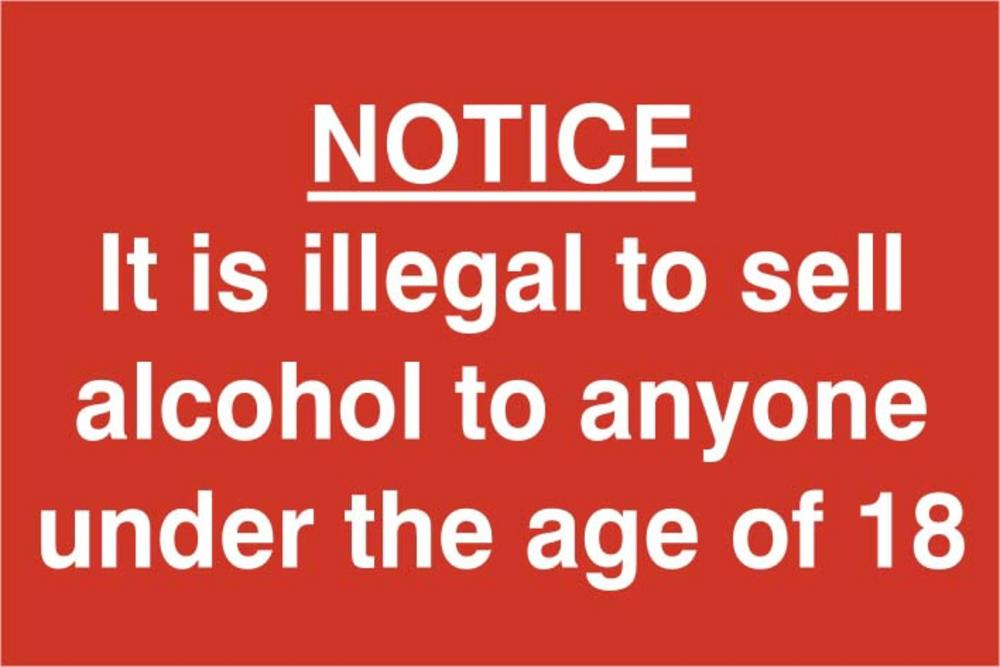 NOTICE
It is illegal to sell
alcohol to anyone
under the age of 18